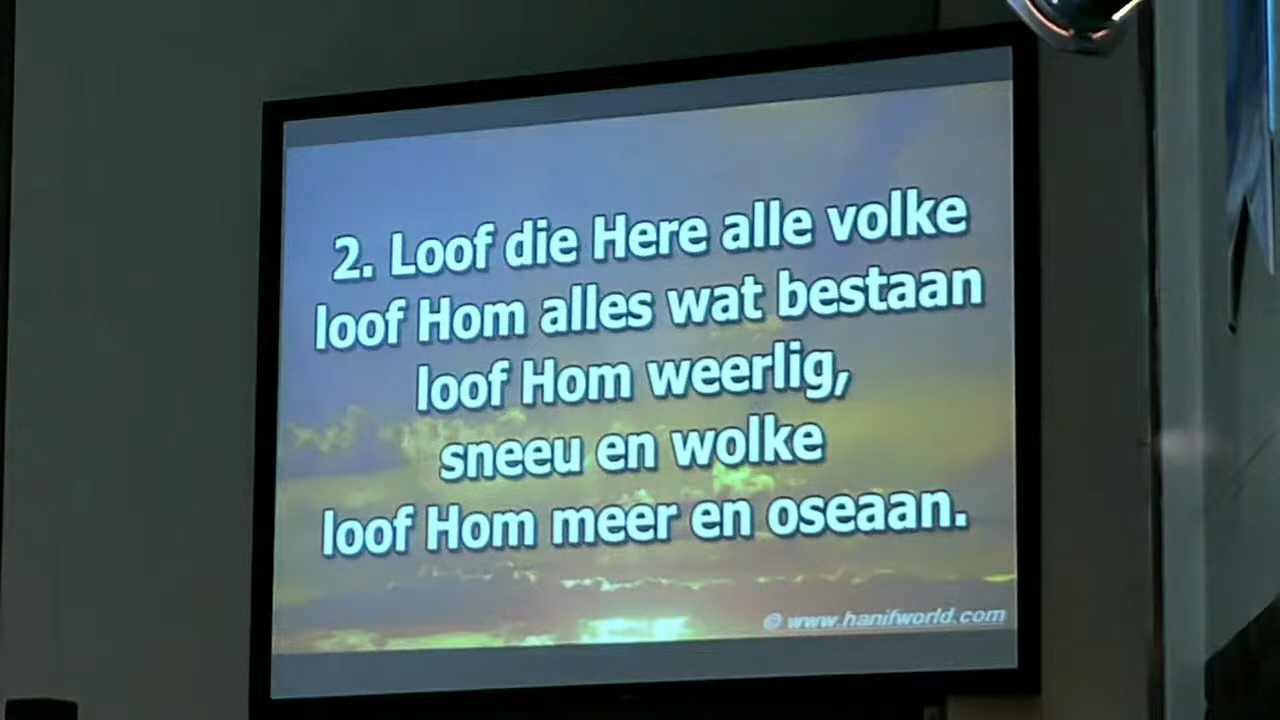 2. Loof die Here alle volke
loof Hom alles wat bestaan
loof Hom weerlig,
sneeu en wolke
loof Hom meer en oseaan.
© www.hanifworld.com